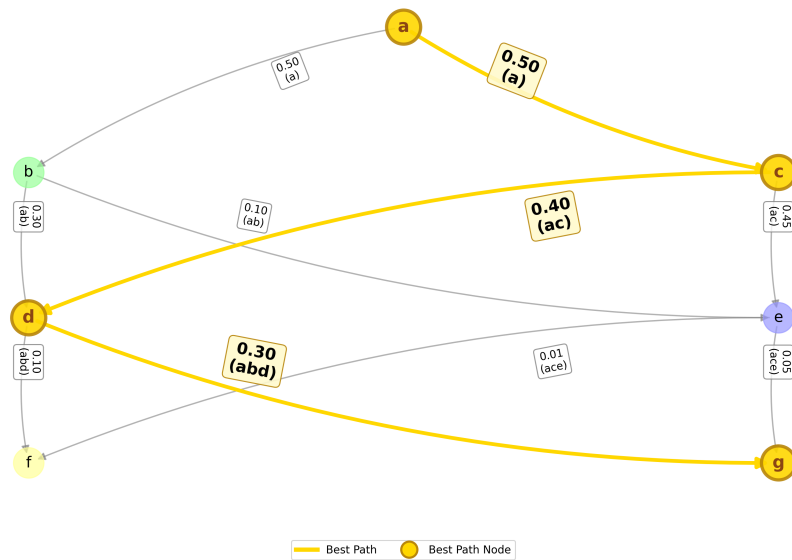 a
0.50
(a)
0.50
(a)
b
c
0.30
(ab)
0.10
(ab)
0.40
(ac)
0.45
(ac)
d
e
0.10
(abd)
0.30
(abd)
0.01
(ace)
0.05
(ace)
f
g
Best Path
Best Path Node